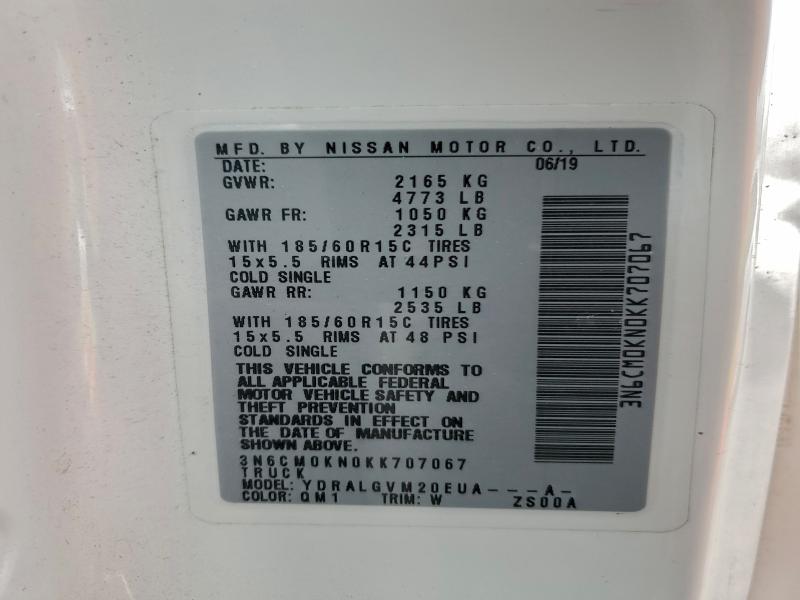 MFD. BY NISSAN MOTOR CO., LTD.
DATE: 06/19
GVWR: 2165 KG
4773 LB
GAWR FR: 1050 KG
2315 LB
WITH 185/60R15C TIRES
15x5.5 RIMS AT 44PSI
COLD SINGLE
GAWR RR: 1150 KG
2535 LB
WITH 185/60R15C TIRES
15x5.5 RIMS AT 48 PSI
COLD SINGLE
THIS VEHICLE CONFORMS TO
ALL APPLICABLE FEDERAL
MOTOR VEHICLE SAFETY AND
THEFT PREVENTION
STANDARDS IN EFFECT ON
THE DATE OF MANUFACTURE
SHOWN ABOVE.
3N6CM0KN0KK707067
TRUCK
MODEL: YDRALGVM20EUA---A-
COLOR: QM1 TRIM: W ZS00A
3N6CM0KN0KK707067